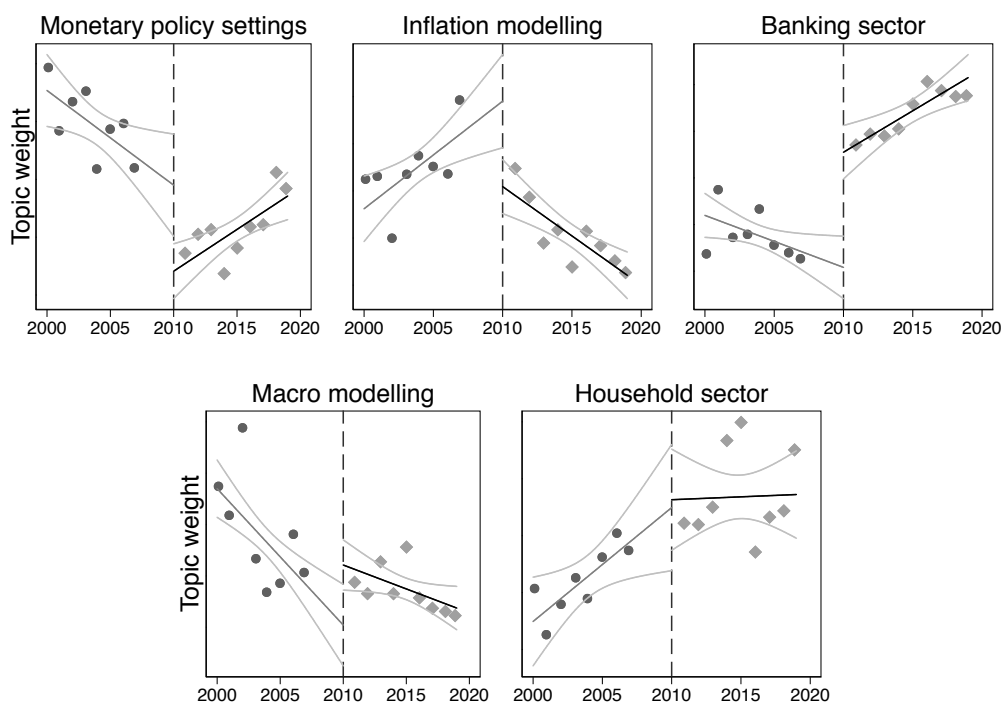 Monetary policy settings
Inflation modelling
Banking sector
Topic weight
2000 2005 2010 2015 2020
2000 2005 2010 2015 2020
2000 2005 2010 2015 2020
Macro modelling
Household sector
Topic weight
2000 2005 2010 2015 2020
2000 2005 2010 2015 2020